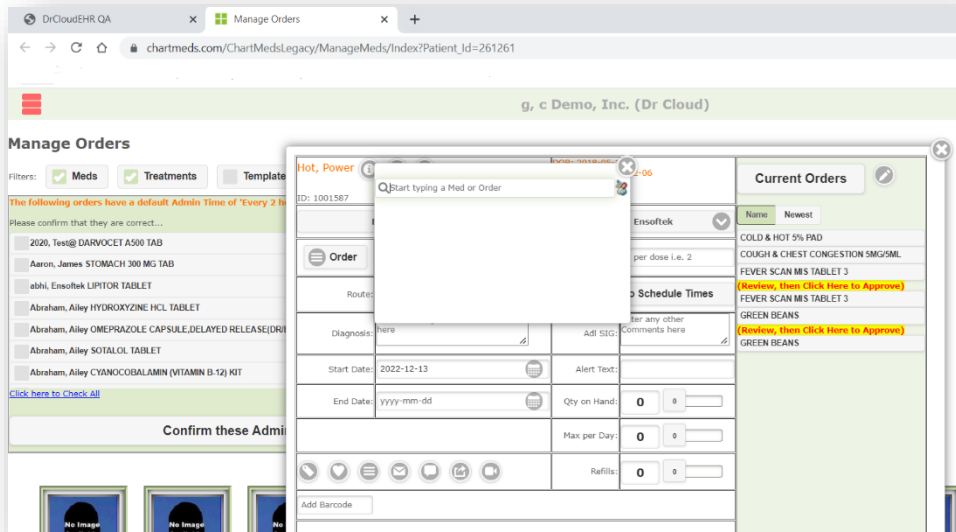 DrCloudEHR QA
Manage Orders
chartmeds.com/ChartMedsLegacy/ManageMeds/Index?Patient_Id=261261
g, c Demo, Inc. (Dr Cloud)
Manage Orders
Filters: Meds Treatments Template
The following orders have a default Admin Time of 'Every 2 h
Please confirm that they are correct...
2020, Test@ DARVOCET A500 TAB
Aaron, James STOMACH 300 MG TAB
abhi, Ensoftek LIPITOR TABLET
Abraham, Ailey HYDROXYZINE HCL TABLET
Abraham, Ailey OMEPRAZOLE CAPSULE,DELAYED RELEASE(DR/E
Abraham, Ailey SOTALOL TABLET
Abraham, Ailey CYANOCOBALAMIN (VITAMIN B-12) KIT
Click here to Check All
Confirm these Admi
No Image
No Image
No
Hot, Power
ID: 1001587
Start typing a Med or Order
2-06
Ensoftek
Order
per dose i.e. 2
Route:
Schedule Times
Diagnosis:
here
Adl SIG:
ter any other
Comments here
Start Date: 2022-12-13
Alert Text:
End Date: yyyy-mm-dd
Qty on Hand: 0 0
Max per Day: 0 0
Refills: 0 0
Add Barcode
Current Orders
Name Newest
COLD & HOT 5% PAD
COUGH & CHEST CONGESTION 5MG/5ML
FEVER SCAN MIS TABLET 3
(Review, then Click Here to Approve)
FEVER SCAN MIS TABLET 3
GREEN BEANS
(Review, then Click Here to Approve)
GREEN BEANS